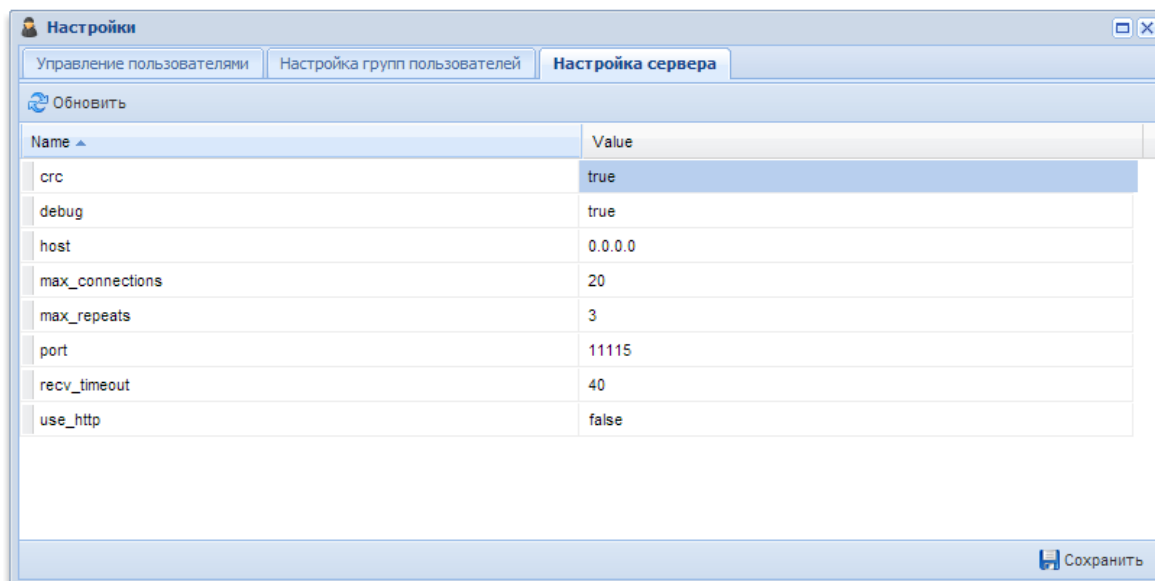 Настройки
Управление пользователями Настройка групп пользователей Настройка сервера
Обновить
Name Value
crc true
debug true
host 0.0.0.0
max_connections 20
max_repeats 3
port 11115
recv_timeout 40
use_http false
Сохранить